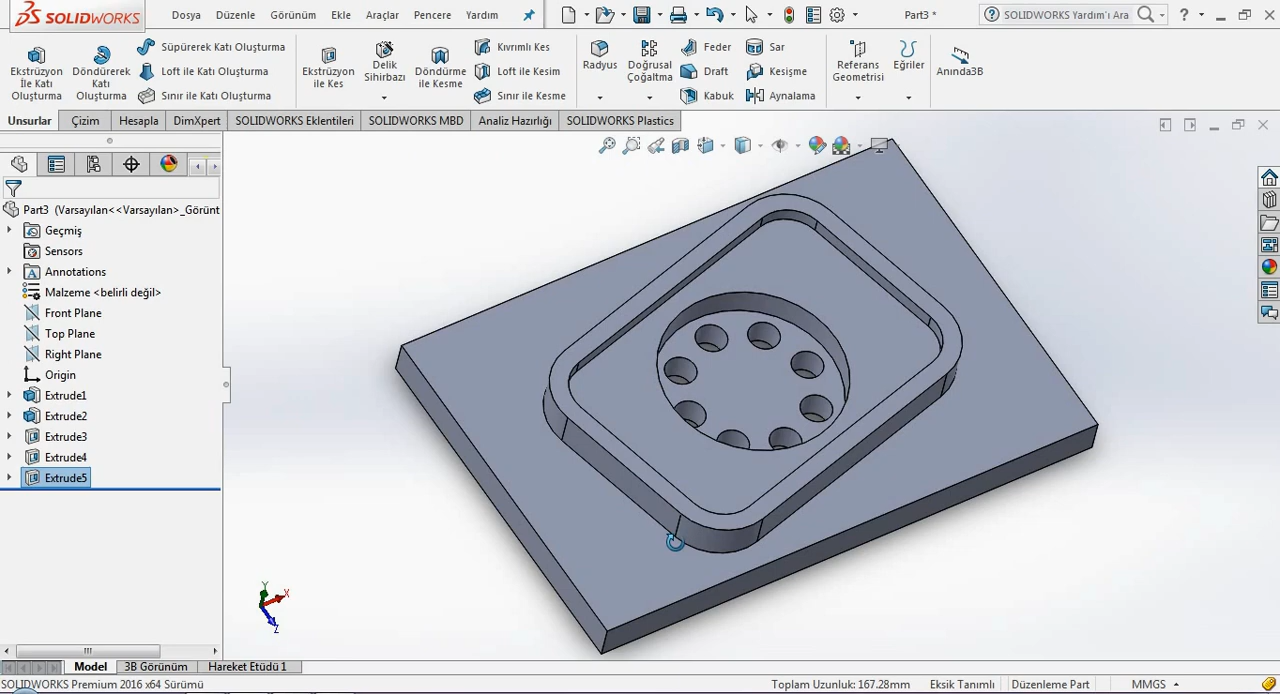 SOLIDWORKS
Dosya Düzenle Görünüm Ekle Araçlar Pencere Yardım
Part3 *
SOLIDWORKS Yardım'ı Ara
?
Ekstrüzyon İle Katı Oluşturma
Döndürerek Katı Oluşturma
Süpürerek Katı Oluşturma
Loft ile Katı Oluşturma
Sınır ile Katı Oluşturma
Ekstrüzyon ile Kes
Delik Sihirbazı
Döndürme ile Kesme
Kıvrımlı Kes
Loft ile Kesim
Sınır ile Kesme
Radyus
Doğrusal Çoğaltma
Feder
Draft
Kabuk
Sar
Kesişme
Aynalama
Referans Geometrisi
Eğriler
Anında3B
Unsurlar Çizim Hesapla DimXpert SOLIDWORKS Eklentileri SOLIDWORKS MBD Analiz Hazırlığı SOLIDWORKS Plastics
Part3 (Varsayılan<<Varsayılan>_Görünt
Geçmiş
Sensors
Annotations
Malzeme <belirli değil>
Front Plane
Top Plane
Right Plane
Origin
Extrude1
Extrude2
Extrude3
Extrude4
Extrude5
Y
X
Z
Model 3B Görünüm Hareket Etüdü 1
SOLIDWORKS Premium 2016 x64 Sürümü
Toplam Uzunluk: 167.28mm Eksik Tanımlı Düzenleme Part MMGS